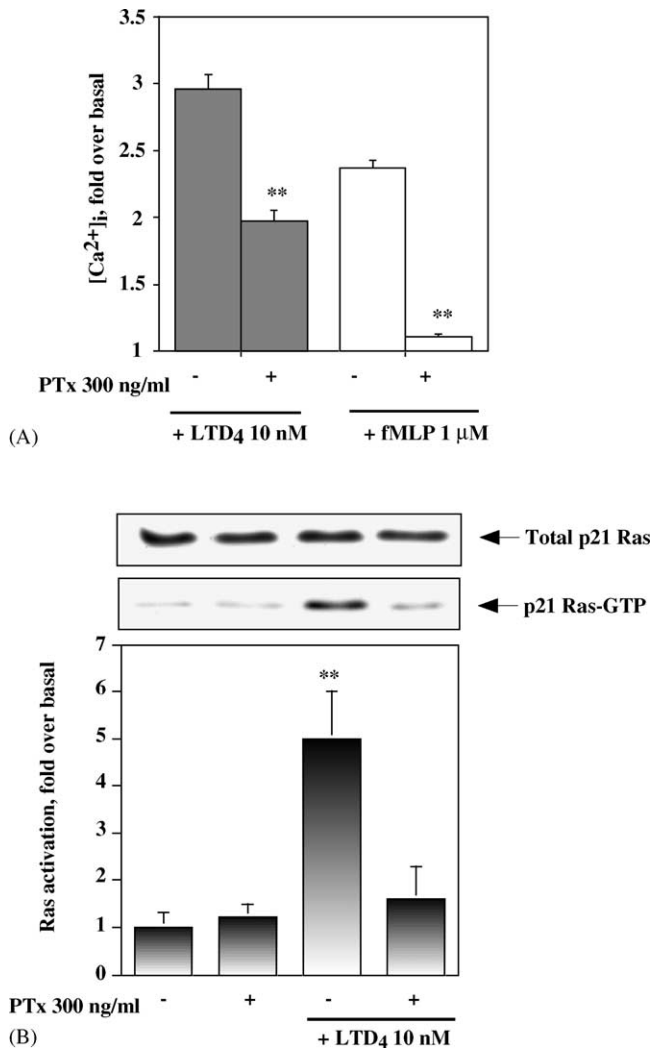 3.5
3
2.5
2
1.5
1
[Ca2+]i, fold over basal
**
**
PTx 300 ng/ml - + - +
+ LTD4 10 nM + fMLP 1 µM
(A)
Total p21 Ras
p21 Ras-GTP
7
6
5
4
3
2
1
0
Ras activation, fold over basal
**
PTx 300 ng/ml - + - +
(B) + LTD4 10 nM